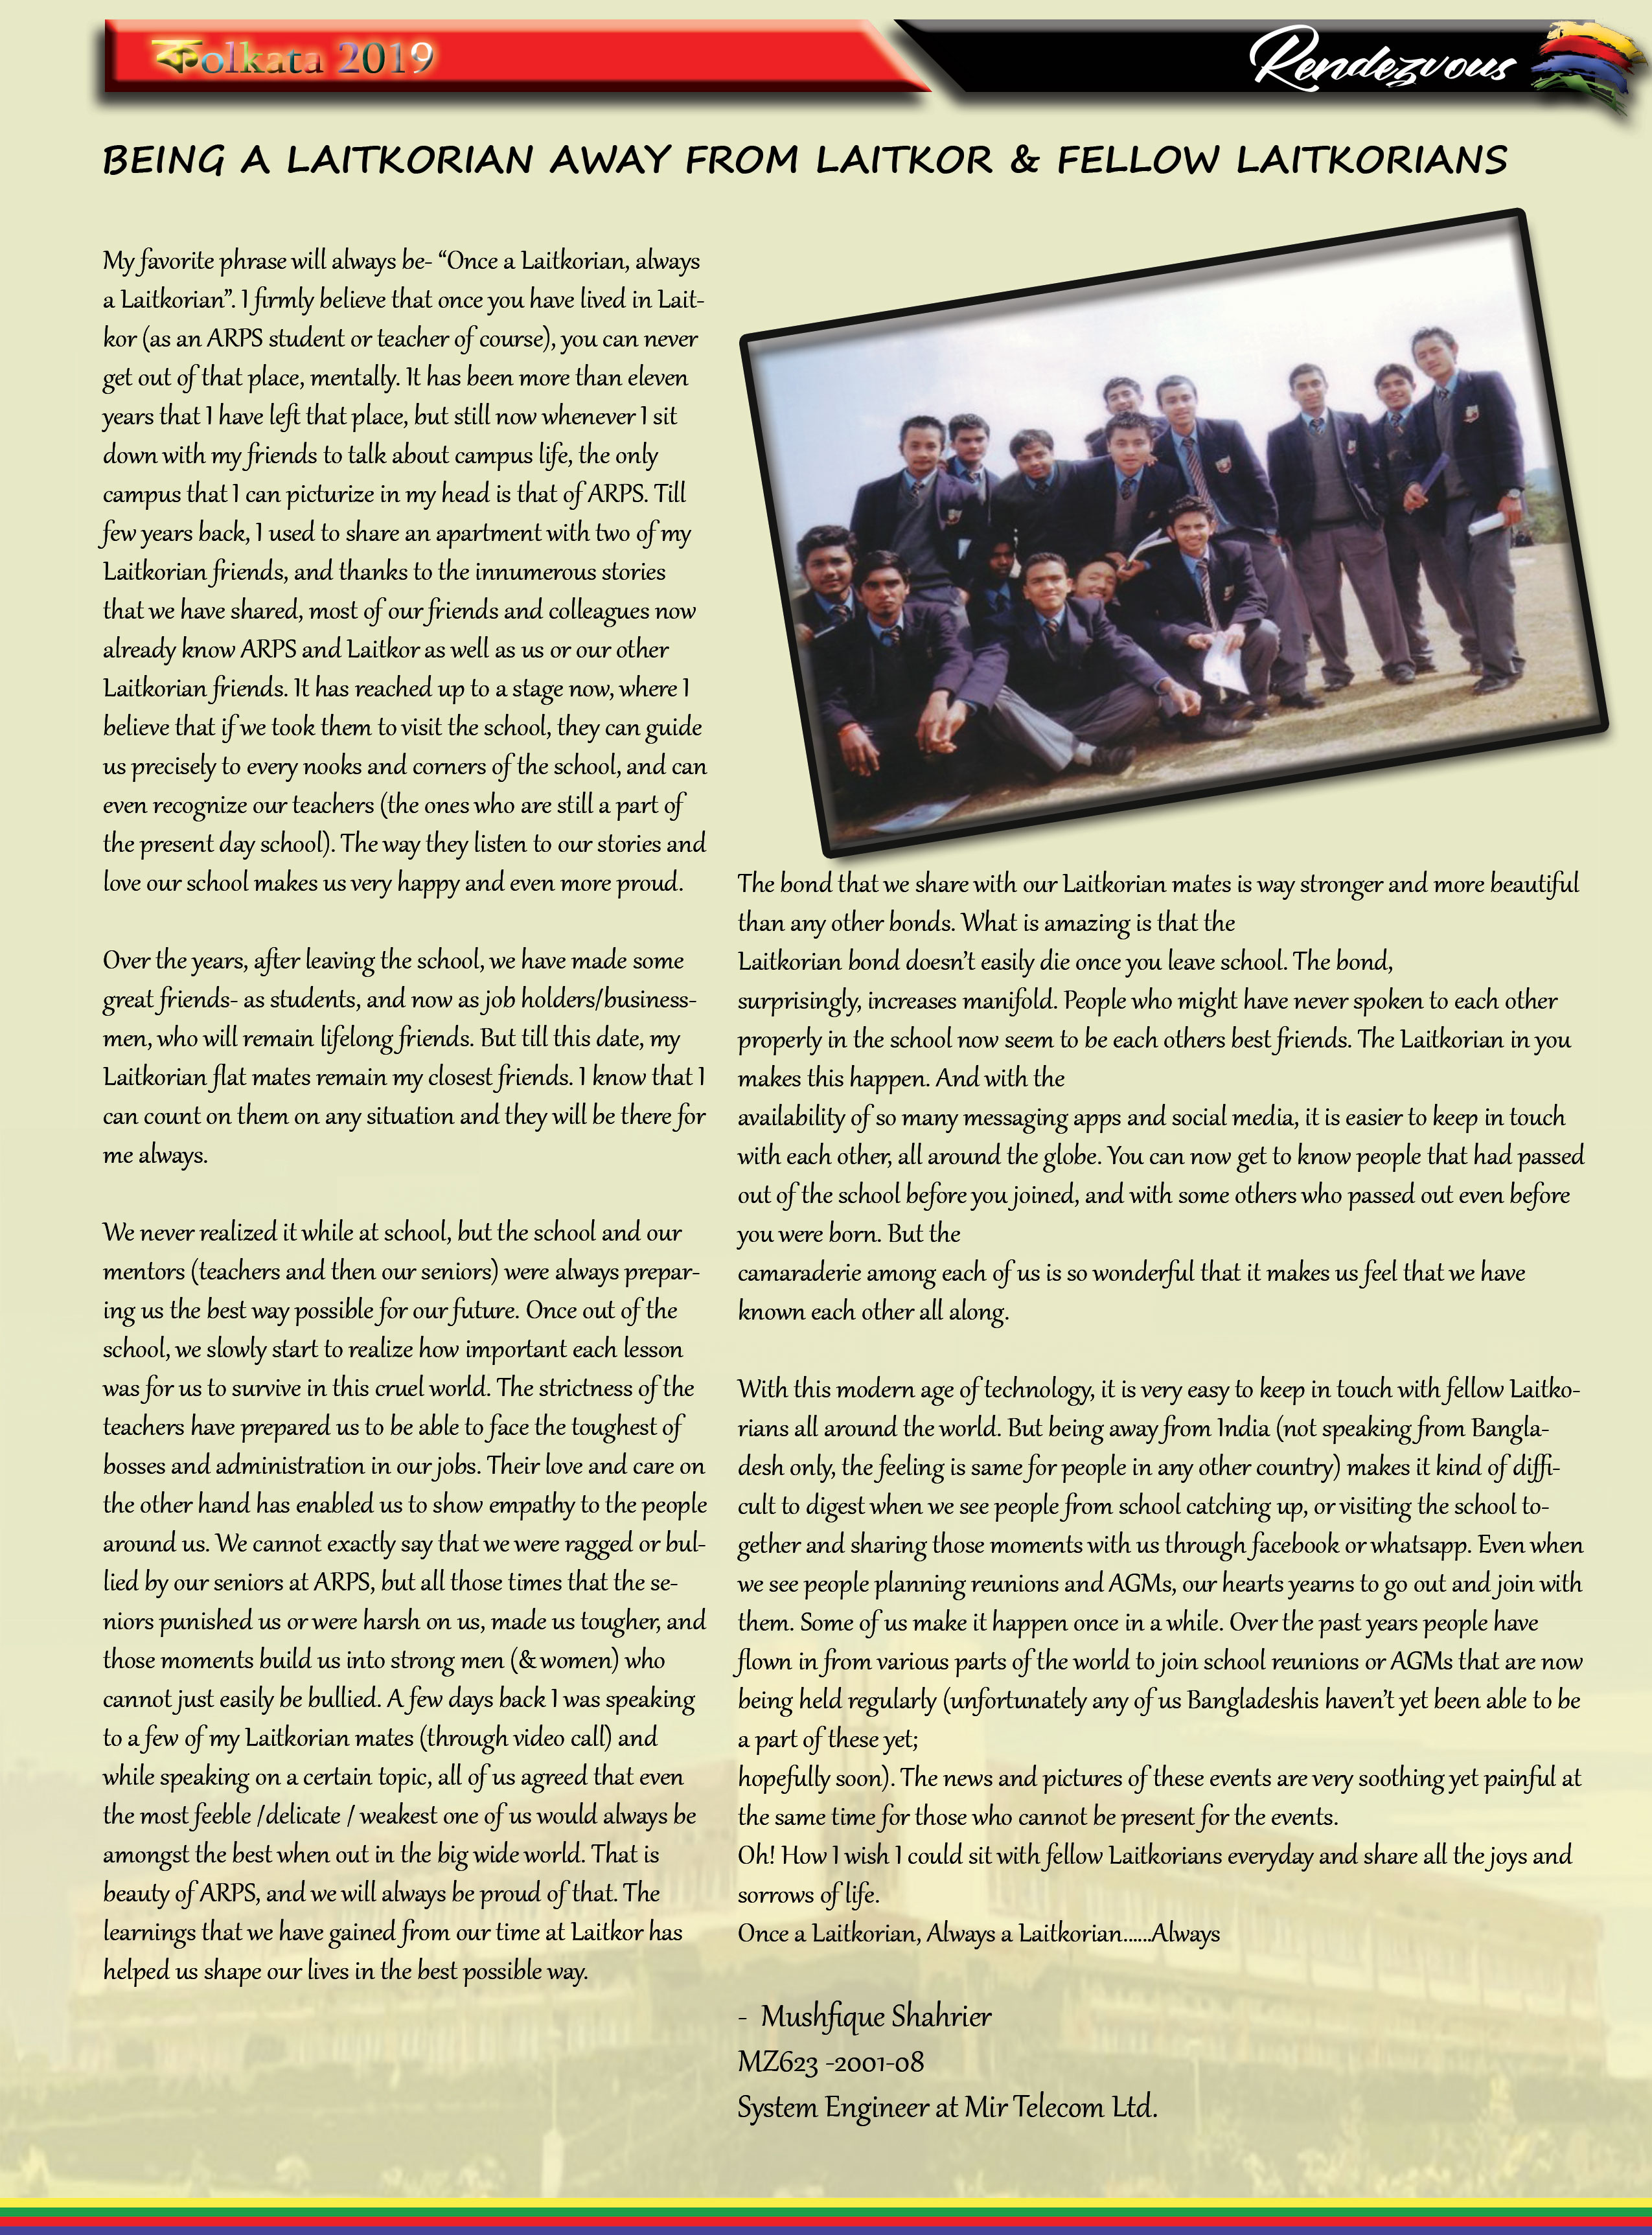 কolkata 2019
Rendezvous
BEING A LAITKORIAN AWAY FROM LAITKOR & FELLOW LAITKORIANS
My favorite phrase will always be- “Once a Laitkorian, always
a Laitkorian”. I firmly believe that once you have lived in Lait-
kor (as an ARPS student or teacher of course), you can never
get out of that place, mentally. It has been more than eleven
years that I have left that place, but still now whenever I sit
down with my friends to talk about campus life, the only
campus that I can picturize in my head is that of ARPS. Till
few years back, I used to share an apartment with two of my
Laitkorian friends, and thanks to the innumerous stories
that we have shared, most of our friends and colleagues now
already know ARPS and Laitkor as well as us or our other
Laitkorian friends. It has reached up to a stage now, where I
believe that if we took them to visit the school, they can guide
us precisely to every nooks and corners of the school, and can
even recognize our teachers (the ones who are still a part of
the present day school). The way they listen to our stories and
love our school makes us very happy and even more proud.
Over the years, after leaving the school, we have made some
great friends- as students, and now as job holders/business-
men, who will remain lifelong friends. But till this date, my
Laitkorian flat mates remain my closest friends. I know that I
can count on them on any situation and they will be there for
me always.
We never realized it while at school, but the school and our
mentors (teachers and then our seniors) were always prepar-
ing us the best way possible for our future. Once out of the
school, we slowly start to realize how important each lesson
was for us to survive in this cruel world. The strictness of the
teachers have prepared us to be able to face the toughest of
bosses and administration in our jobs. Their love and care on
the other hand has enabled us to show empathy to the people
around us. We cannot exactly say that we were ragged or bul-
lied by our seniors at ARPS, but all those times that the se-
niors punished us or were harsh on us, made us tougher, and
those moments build us into strong men (& women) who
cannot just easily be bullied. A few days back I was speaking
to a few of my Laitkorian mates (through video call) and
while speaking on a certain topic, all of us agreed that even
the most feeble /delicate / weakest one of us would always be
amongst the best when out in the big wide world. That is
beauty of ARPS, and we will always be proud of that. The
learnings that we have gained from our time at Laitkor has
helped us shape our lives in the best possible way.
The bond that we share with our Laitkorian mates is way stronger and more beautiful
than any other bonds. What is amazing is that the
Laitkorian bond doesn’t easily die once you leave school. The bond,
surprisingly, increases manifold. People who might have never spoken to each other
properly in the school now seem to be each others best friends. The Laitkorian in you
makes this happen. And with the
availability of so many messaging apps and social media, it is easier to keep in touch
with each other, all around the globe. You can now get to know people that had passed
out of the school before you joined, and with some others who passed out even before
you were born. But the
camaraderie among each of us is so wonderful that it makes us feel that we have
known each other all along.
With this modern age of technology, it is very easy to keep in touch with fellow Laitko-
rians all around the world. But being away from India (not speaking from Bangla-
desh only, the feeling is same for people in any other country) makes it kind of diffi-
cult to digest when we see people from school catching up, or visiting the school to-
gether and sharing those moments with us through facebook or whatsapp. Even when
we see people planning reunions and AGMs, our hearts yearns to go out and join with
them. Some of us make it happen once in a while. Over the past years people have
flown in from various parts of the world to join school reunions or AGMs that are now
being held regularly (unfortunately any of us Bangladeshis haven’t yet been able to be
a part of these yet;
hopefully soon). The news and pictures of these events are very soothing yet painful at
the same time for those who cannot be present for the events.
Oh! How I wish I could sit with fellow Laitkorians everyday and share all the joys and
sorrows of life.
Once a Laitkorian, Always a Laitkorian......Always
- Mushfique Shahrier
MZ623 -2001-08
System Engineer at Mir Telecom Ltd.